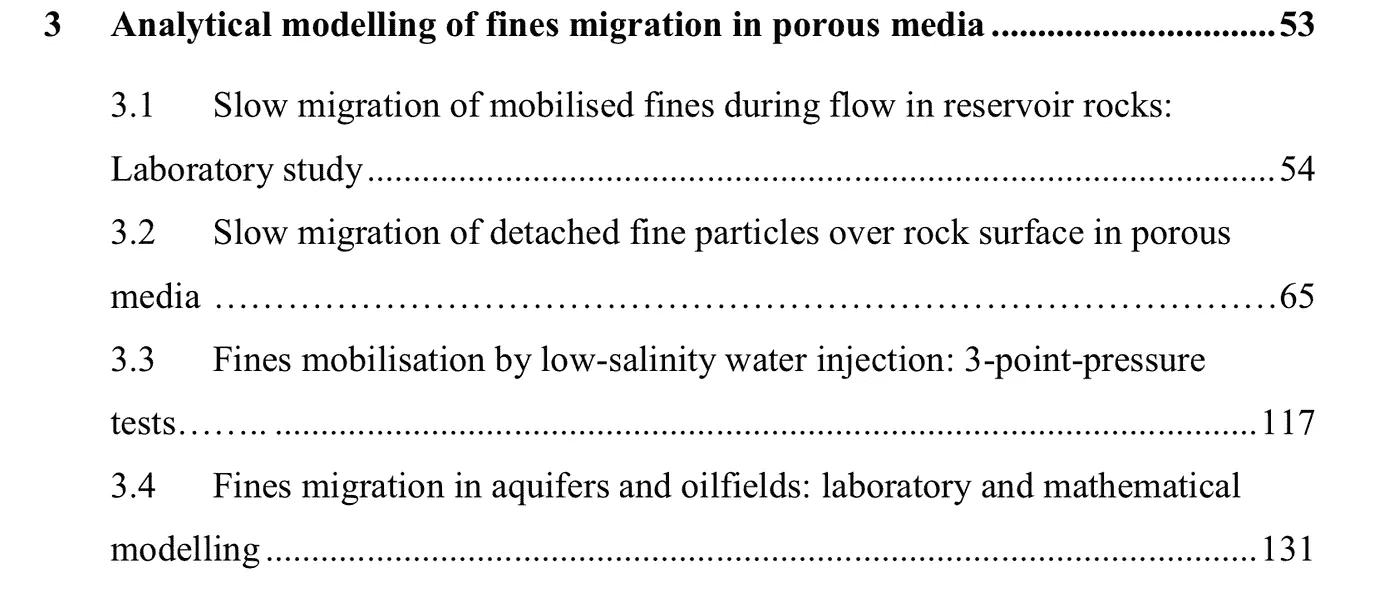 3 Analytical modelling of fines migration in porous media ............................... 53
3.1 Slow migration of mobilised fines during flow in reservoir rocks:
Laboratory study ................................................................................................... 54
3.2 Slow migration of detached fine particles over rock surface in porous
media ……………………………………………………………………………… 65
3.3 Fines mobilisation by low-salinity water injection: 3-point-pressure
tests…….. ........................................................................................................... 117
3.4 Fines migration in aquifers and oilfields: laboratory and mathematical
modelling ............................................................................................................ 131